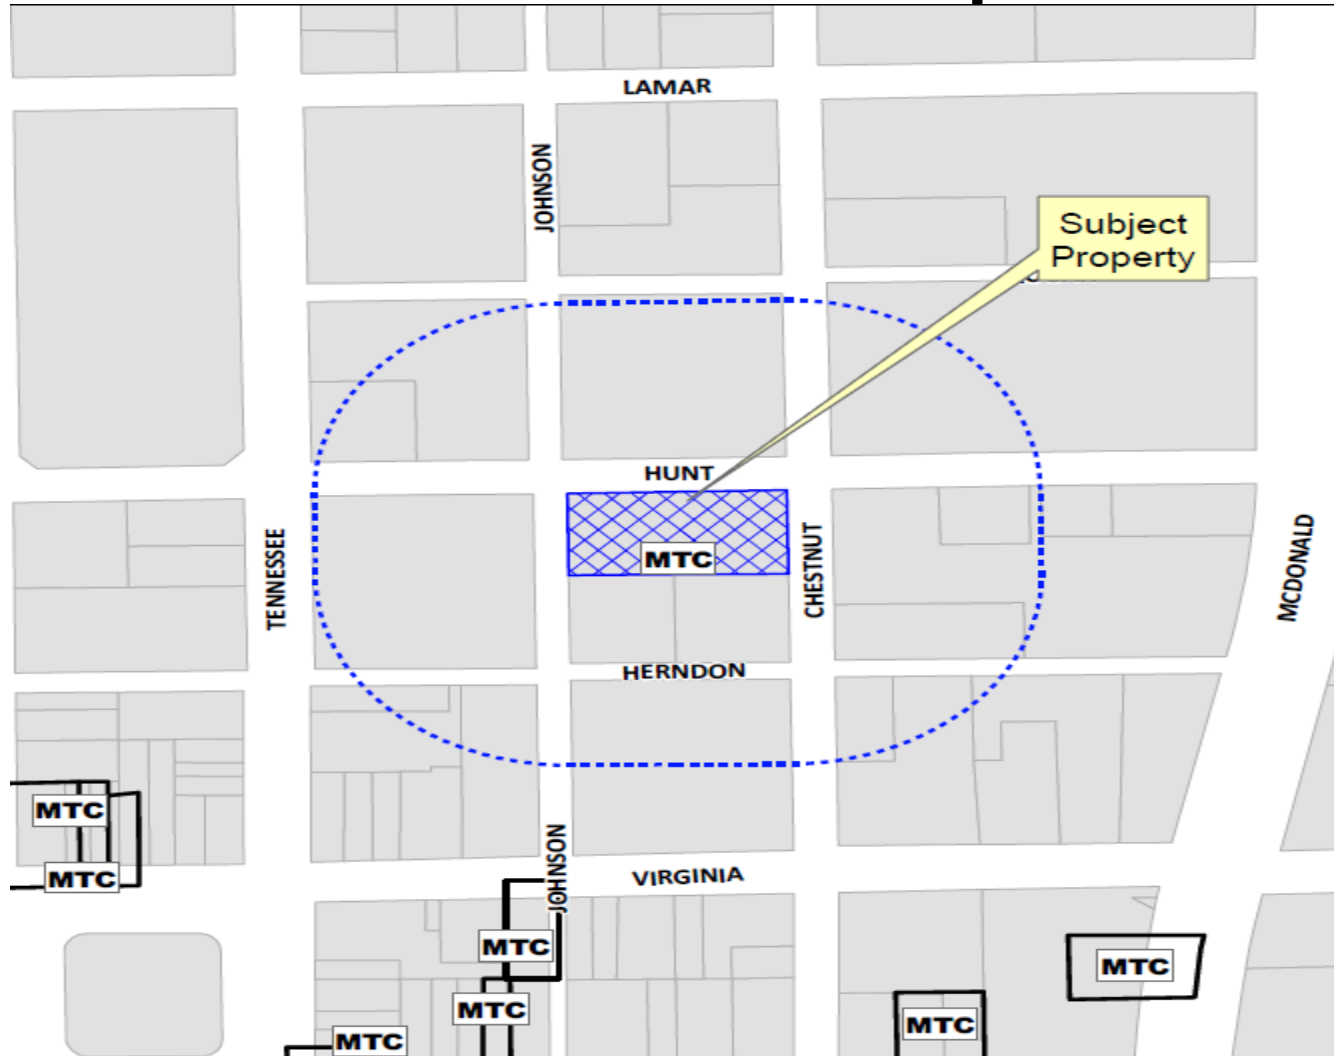 LAMAR
JOHNSON
Subject
Property
HUNT
MTC
TENNESSEE
CHESTNUT
MCDONALD
HERNDON
MTC
MTC
JOHNSON
VIRGINIA
MTC
MTC
MTC
MTC
MTC